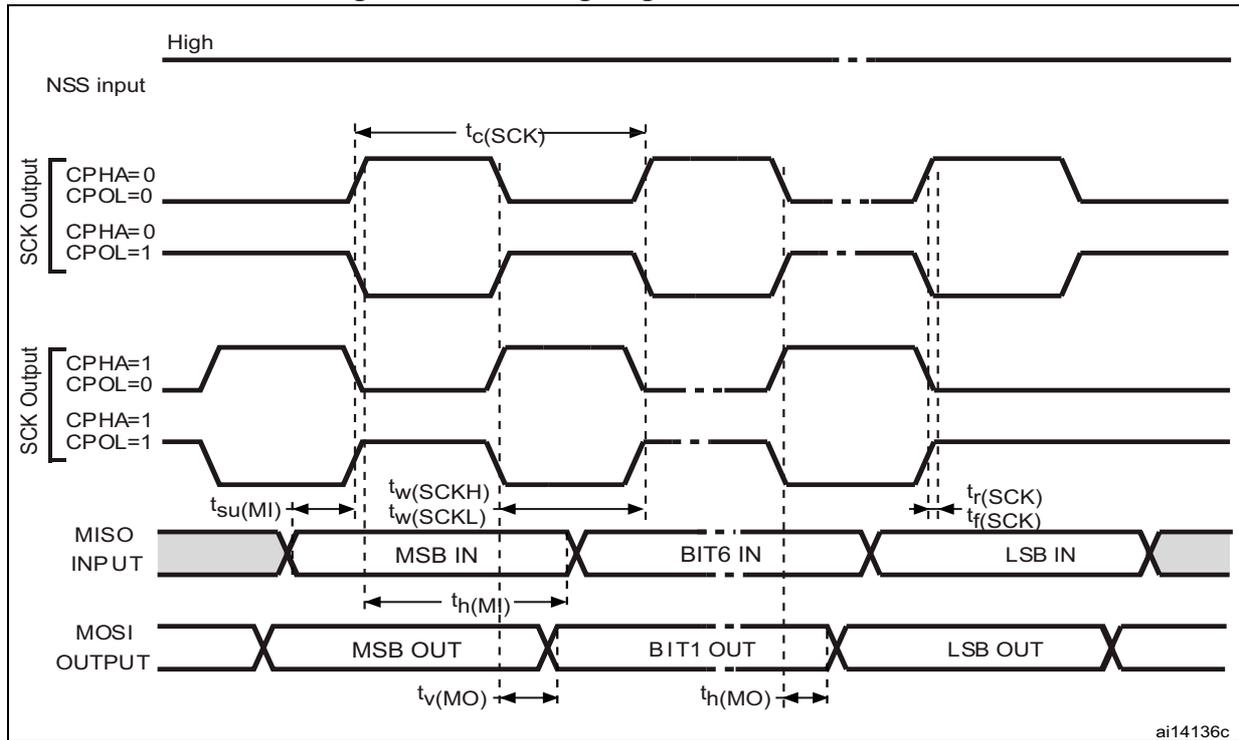 High
NSS input
tc(SCK)
SCK Output
CPHA=0
CPOL=0
CPHA=0
CPOL=1
SCK Output
CPHA=1
CPOL=0
CPHA=1
CPOL=1
tsu(MI)
tw(SCKH)
tw(SCKL)
tr(SCK)
tf(SCK)
MISO
INPUT
MSB IN
BIT6 IN
LSB IN
th(MI)
MOSI
OUTPUT
MSB OUT
BIT1 OUT
LSB OUT
tv(MO)
th(MO)
ai14136c